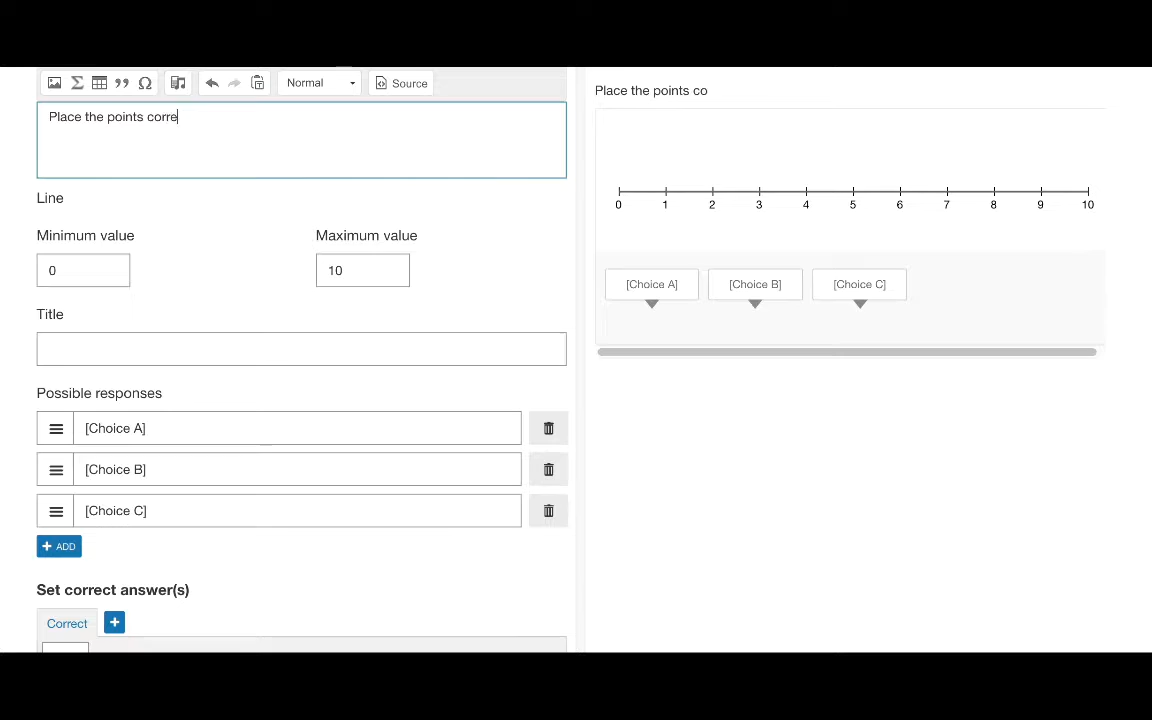 Normal
Source
Place the points corre
Line
Minimum value
Maximum value
0
10
Title
Possible responses
[Choice A]
[Choice B]
[Choice C]
+ ADD
Set correct answer(s)
Correct
+
Place the points co
0 1 2 3 4 5 6 7 8 9 10
[Choice A] [Choice B] [Choice C]